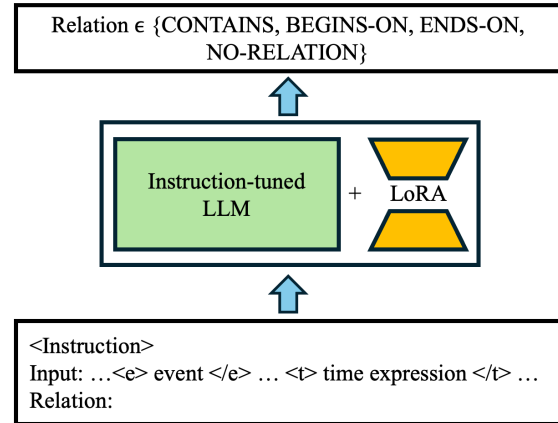 Relation ϵ {CONTAINS, BEGINS-ON, ENDS-ON,
NO-RELATION}
Instruction-tuned
LLM
+
LoRA
<Instruction>
Input: …<e> event </e> … <t> time expression </t> …
Relation: